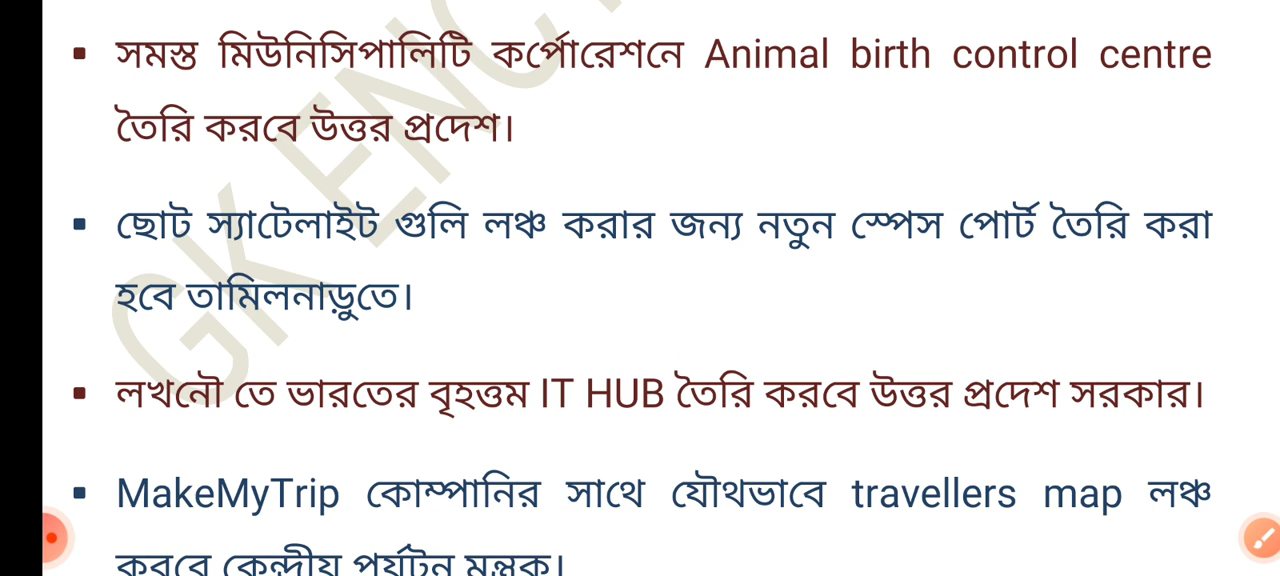 ▪ সমস্ত মিউনিসিপালিটি কর্পোরেশনে Animal birth control centre
তৈরি করবে উত্তর প্রদেশ।
▪ ছোট স্যাটেলাইট গুলি লঞ্চ করার জন্য নতুন স্পেস পোর্ট তৈরি করা
হবে তামিলনাড়ুতে।
▪ লখনৌ তে ভারতের বৃহত্তম IT HUB তৈরি করবে উত্তর প্রদেশ সরকার।
▪ MakeMyTrip কোম্পানির সাথে যৌথভাবে travellers map লঞ্চ
করবে কেন্দ্রীয় পর্যটন মন্ত্রক।
GK ENC